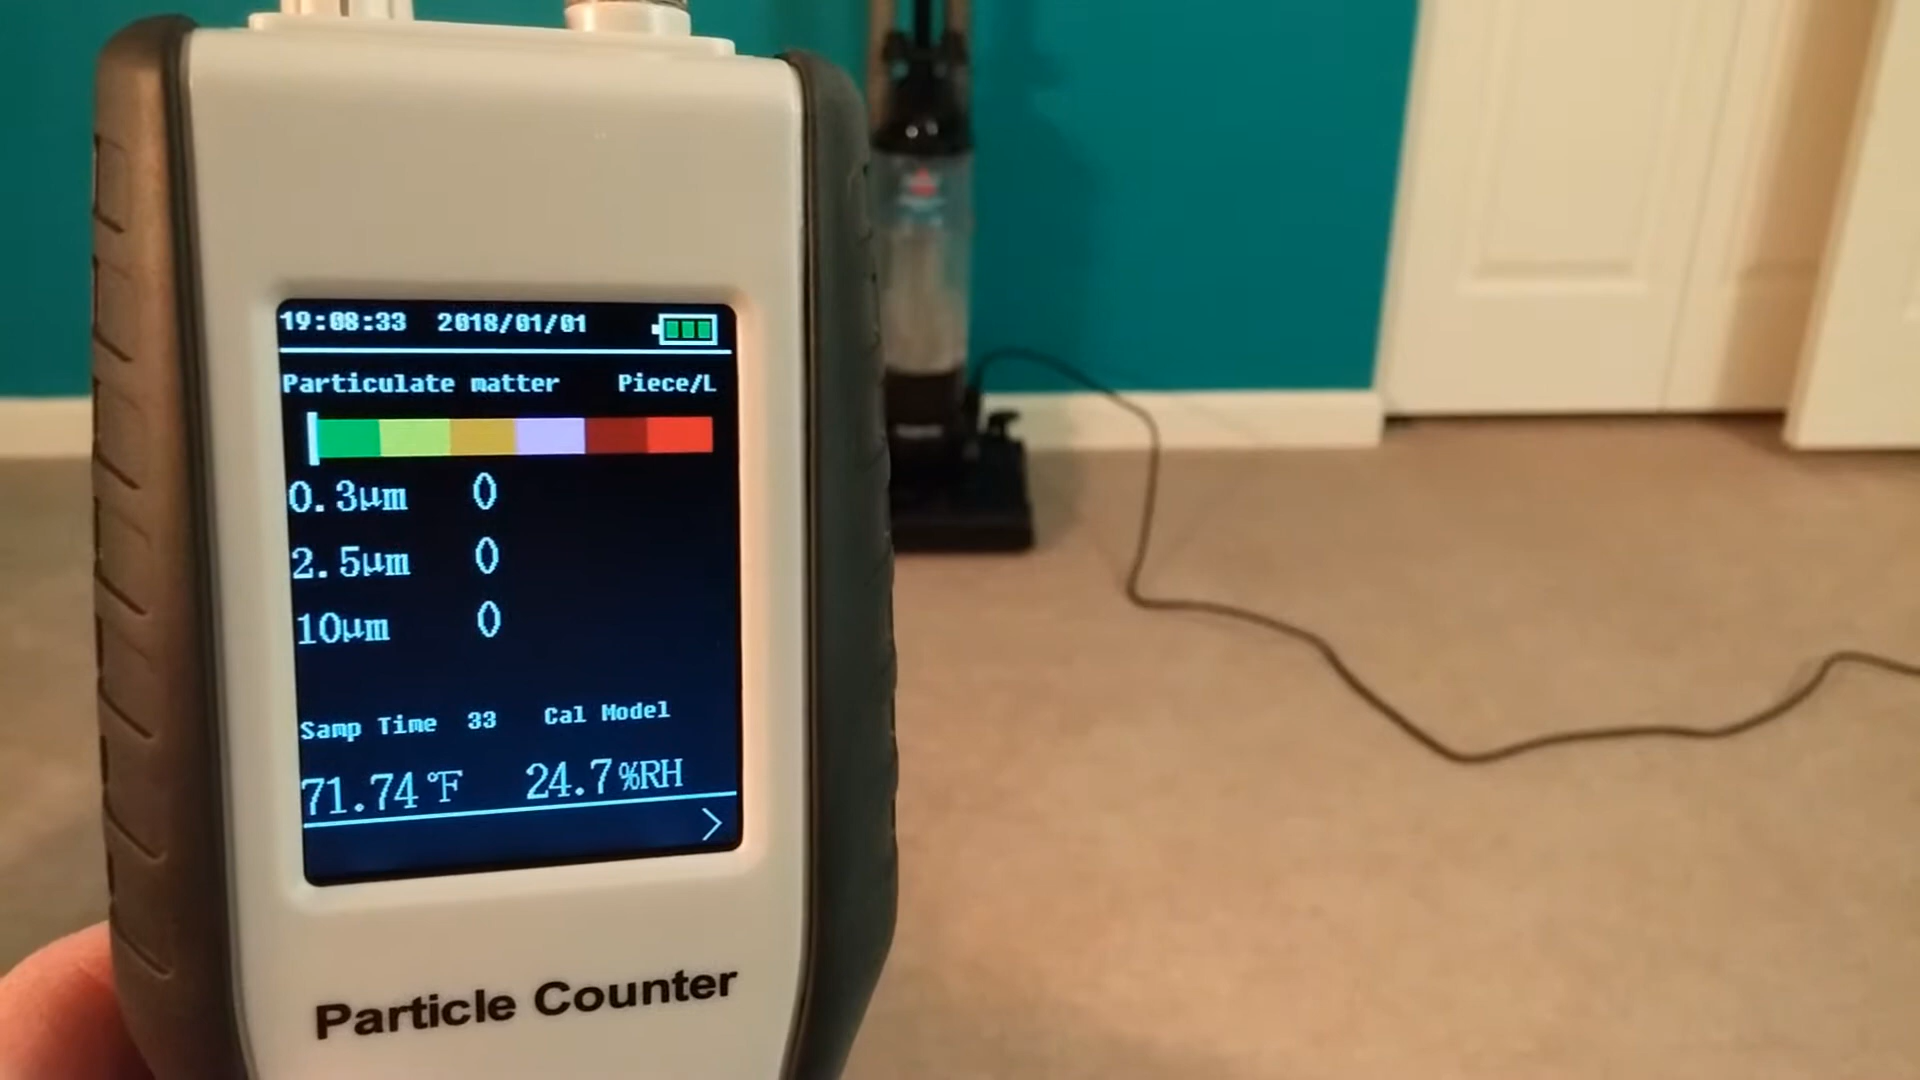 19:08:33 2018/01/01
Particulate matter Piece/L
0.3μm 0
2.5μm 0
10μm 0
Samp Time 33 Cal Model
71.74℉ 24.7%RH
>
Particle Counter